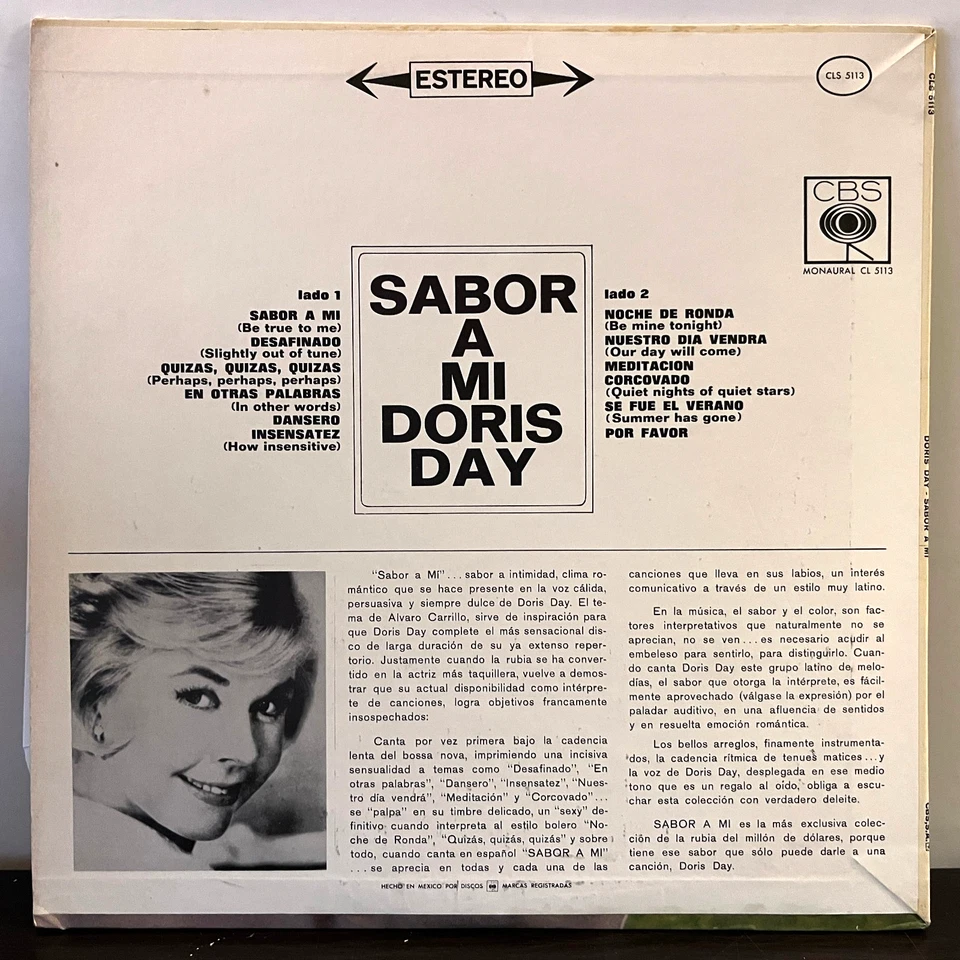 ESTEREO
CLS 5113
CBS
MONAURAL CL 5113
SABOR
A
MI
DORIS
DAY
lado 1
SABOR A MI
(Be true to me)
DESAFINADO
(Slightly out of tune)
QUIZAS, QUIZAS, QUIZAS
(Perhaps, perhaps, perhaps)
EN OTRAS PALABRAS
(In other words)
DANSERO
INSENSATEZ
(How insensitive)
lado 2
NOCHE DE RONDA
(Be mine tonight)
NUESTRO DIA VENDRA
(Our day will come)
MEDITACION
CORCOVADO
(Quiet nights of quiet stars)
SE FUE EL VERANO
(Summer has gone)
POR FAVOR
"Sabor a Mí"... sabor a intimidad, clima ro-
mántico que se hace presente en la voz cálida,
persuasiva y siempre dulce de Doris Day. El te-
ma de Alvaro Carrillo, sirve de inspiración para
que Doris Day complete el más sensacional dis-
co de larga duración de su ya extenso reper-
torio. Justamente cuando la rubia se ha conver-
tido en la actriz más taquillera, vuelve a demos-
trar que su actual disponibilidad como intérpre-
te de canciones, logra objetivos francamente
insospechados:
Canta por vez primera bajo la cadencia
lenta del bossa nova, imprimiendo una incisiva
sensualidad a temas como "Desafinado", "En
otras palabras", "Dansero", "Insensatez", "Nues-
tro día vendrá", "Meditación" y "Corcovado"...
se "palpa" en su timbre delicado, un "sexy" de-
finitivo cuando interpreta al estilo bolero "No-
che de Ronda", "Quizás, quizás, quizás" y sobre
todo, cuando canta en español "SABOR A MI"
...se aprecia en todas y cada una de las
canciones que lleva en sus labios, un interés
comunicativo a través de un estilo muy latino.
En la música, el sabor y el color, son fac-
tores interpretativos que naturalmente no se
aprecian, no se ven... es necesario acudir al
embeleso para sentirlo, para distinguirlo. Cuan-
do canta Doris Day este grupo latino de melo-
días, el sabor que otorga la intérprete, es fácil-
mente aprovechado (válgase la expresión) por el
paladar auditivo, en una afluencia de sentidos
y en resuelta emoción romántica.
Los bellos arreglos, finamente instrumenta-
dos, la cadencia rítmica de tenues matices...y
la voz de Doris Day, desplegada en ese medio
tono que es un regalo al oído, obliga a escu-
char esta colección con verdadero deleite.
SABOR A MI es la más exclusiva colec-
ción de la rubia del millón de dólares, porque
tiene ese sabor que sólo puede darle a una
canción, Doris Day.
HECHO EN MEXICO POR DISCOS CBS MARCAS REGISTRADAS
CLS 5113
DORIS DAY - SABOR A MI